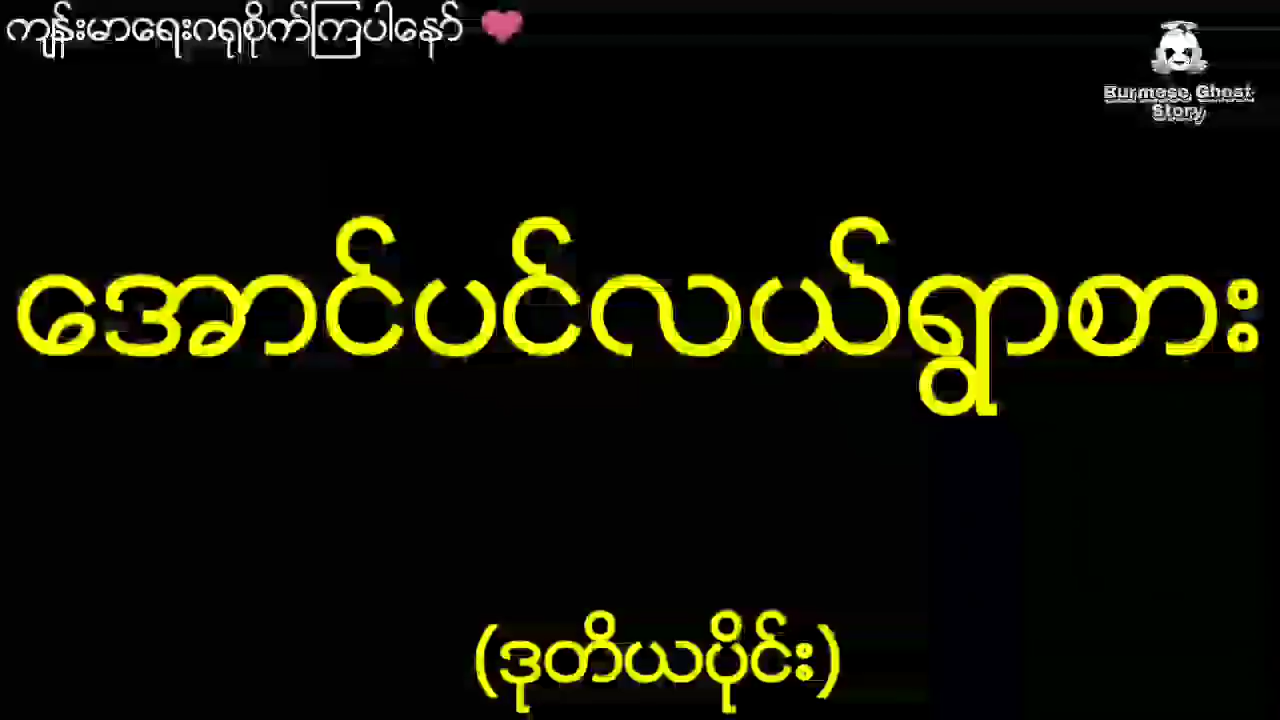 ကျန်းမာရေးဂရုစိုက်ကြပါနော် ❤
Burmese Ghost
Story
အောင်ပင်လယ်ရွာစား
(ဒုတိယပိုင်း)